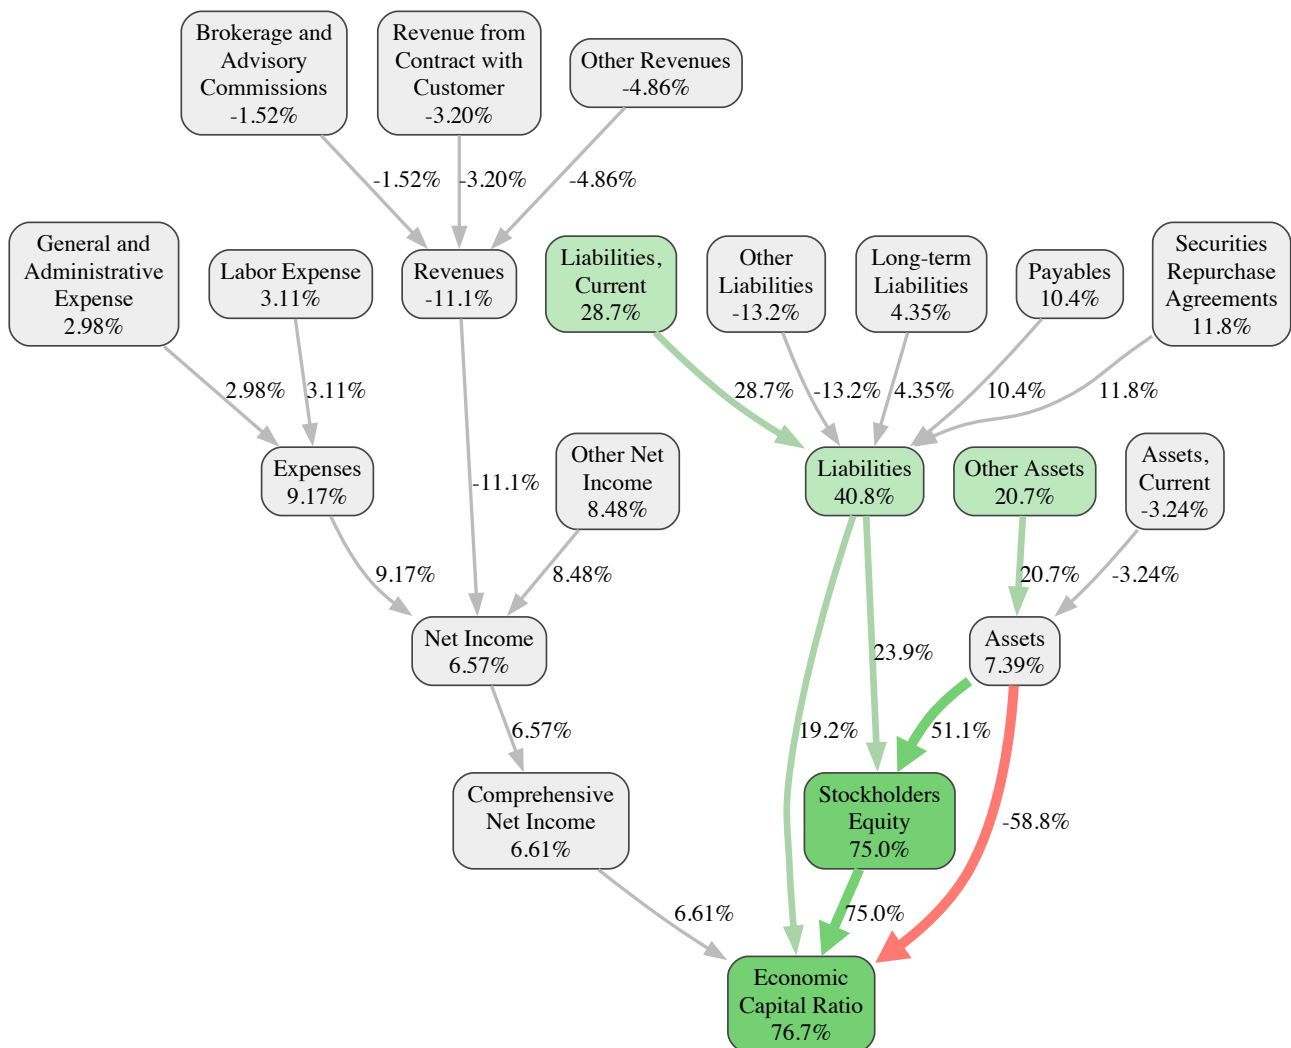 Brokerage and
Advisory
Commissions
-1.52%
Revenue from
Contract with
Customer
-3.20%
Other Revenues
-4.86%
-1.52%
-3.20%
-4.86%
General and
Administrative
Expense
2.98%
Labor Expense
3.11%
Revenues
-11.1%
Liabilities,
Current
28.7%
Other
Liabilities
-13.2%
Long-term
Liabilities
4.35%
Payables
10.4%
Securities
Repurchase
Agreements
11.8%
2.98%
3.11%
28.7%
-13.2%
4.35%
10.4%
11.8%
Expenses
9.17%
-11.1%
Other Net
Income
8.48%
Liabilities
40.8%
Other Assets
20.7%
Assets,
Current
-3.24%
9.17%
8.48%
20.7%
-3.24%
Net Income
6.57%
23.9%
Assets
7.39%
6.57%
19.2%
51.1%
Comprehensive
Net Income
6.61%
Stockholders
Equity
75.0%
-58.8%
6.61%
75.0%
Economic
Capital Ratio
76.7%